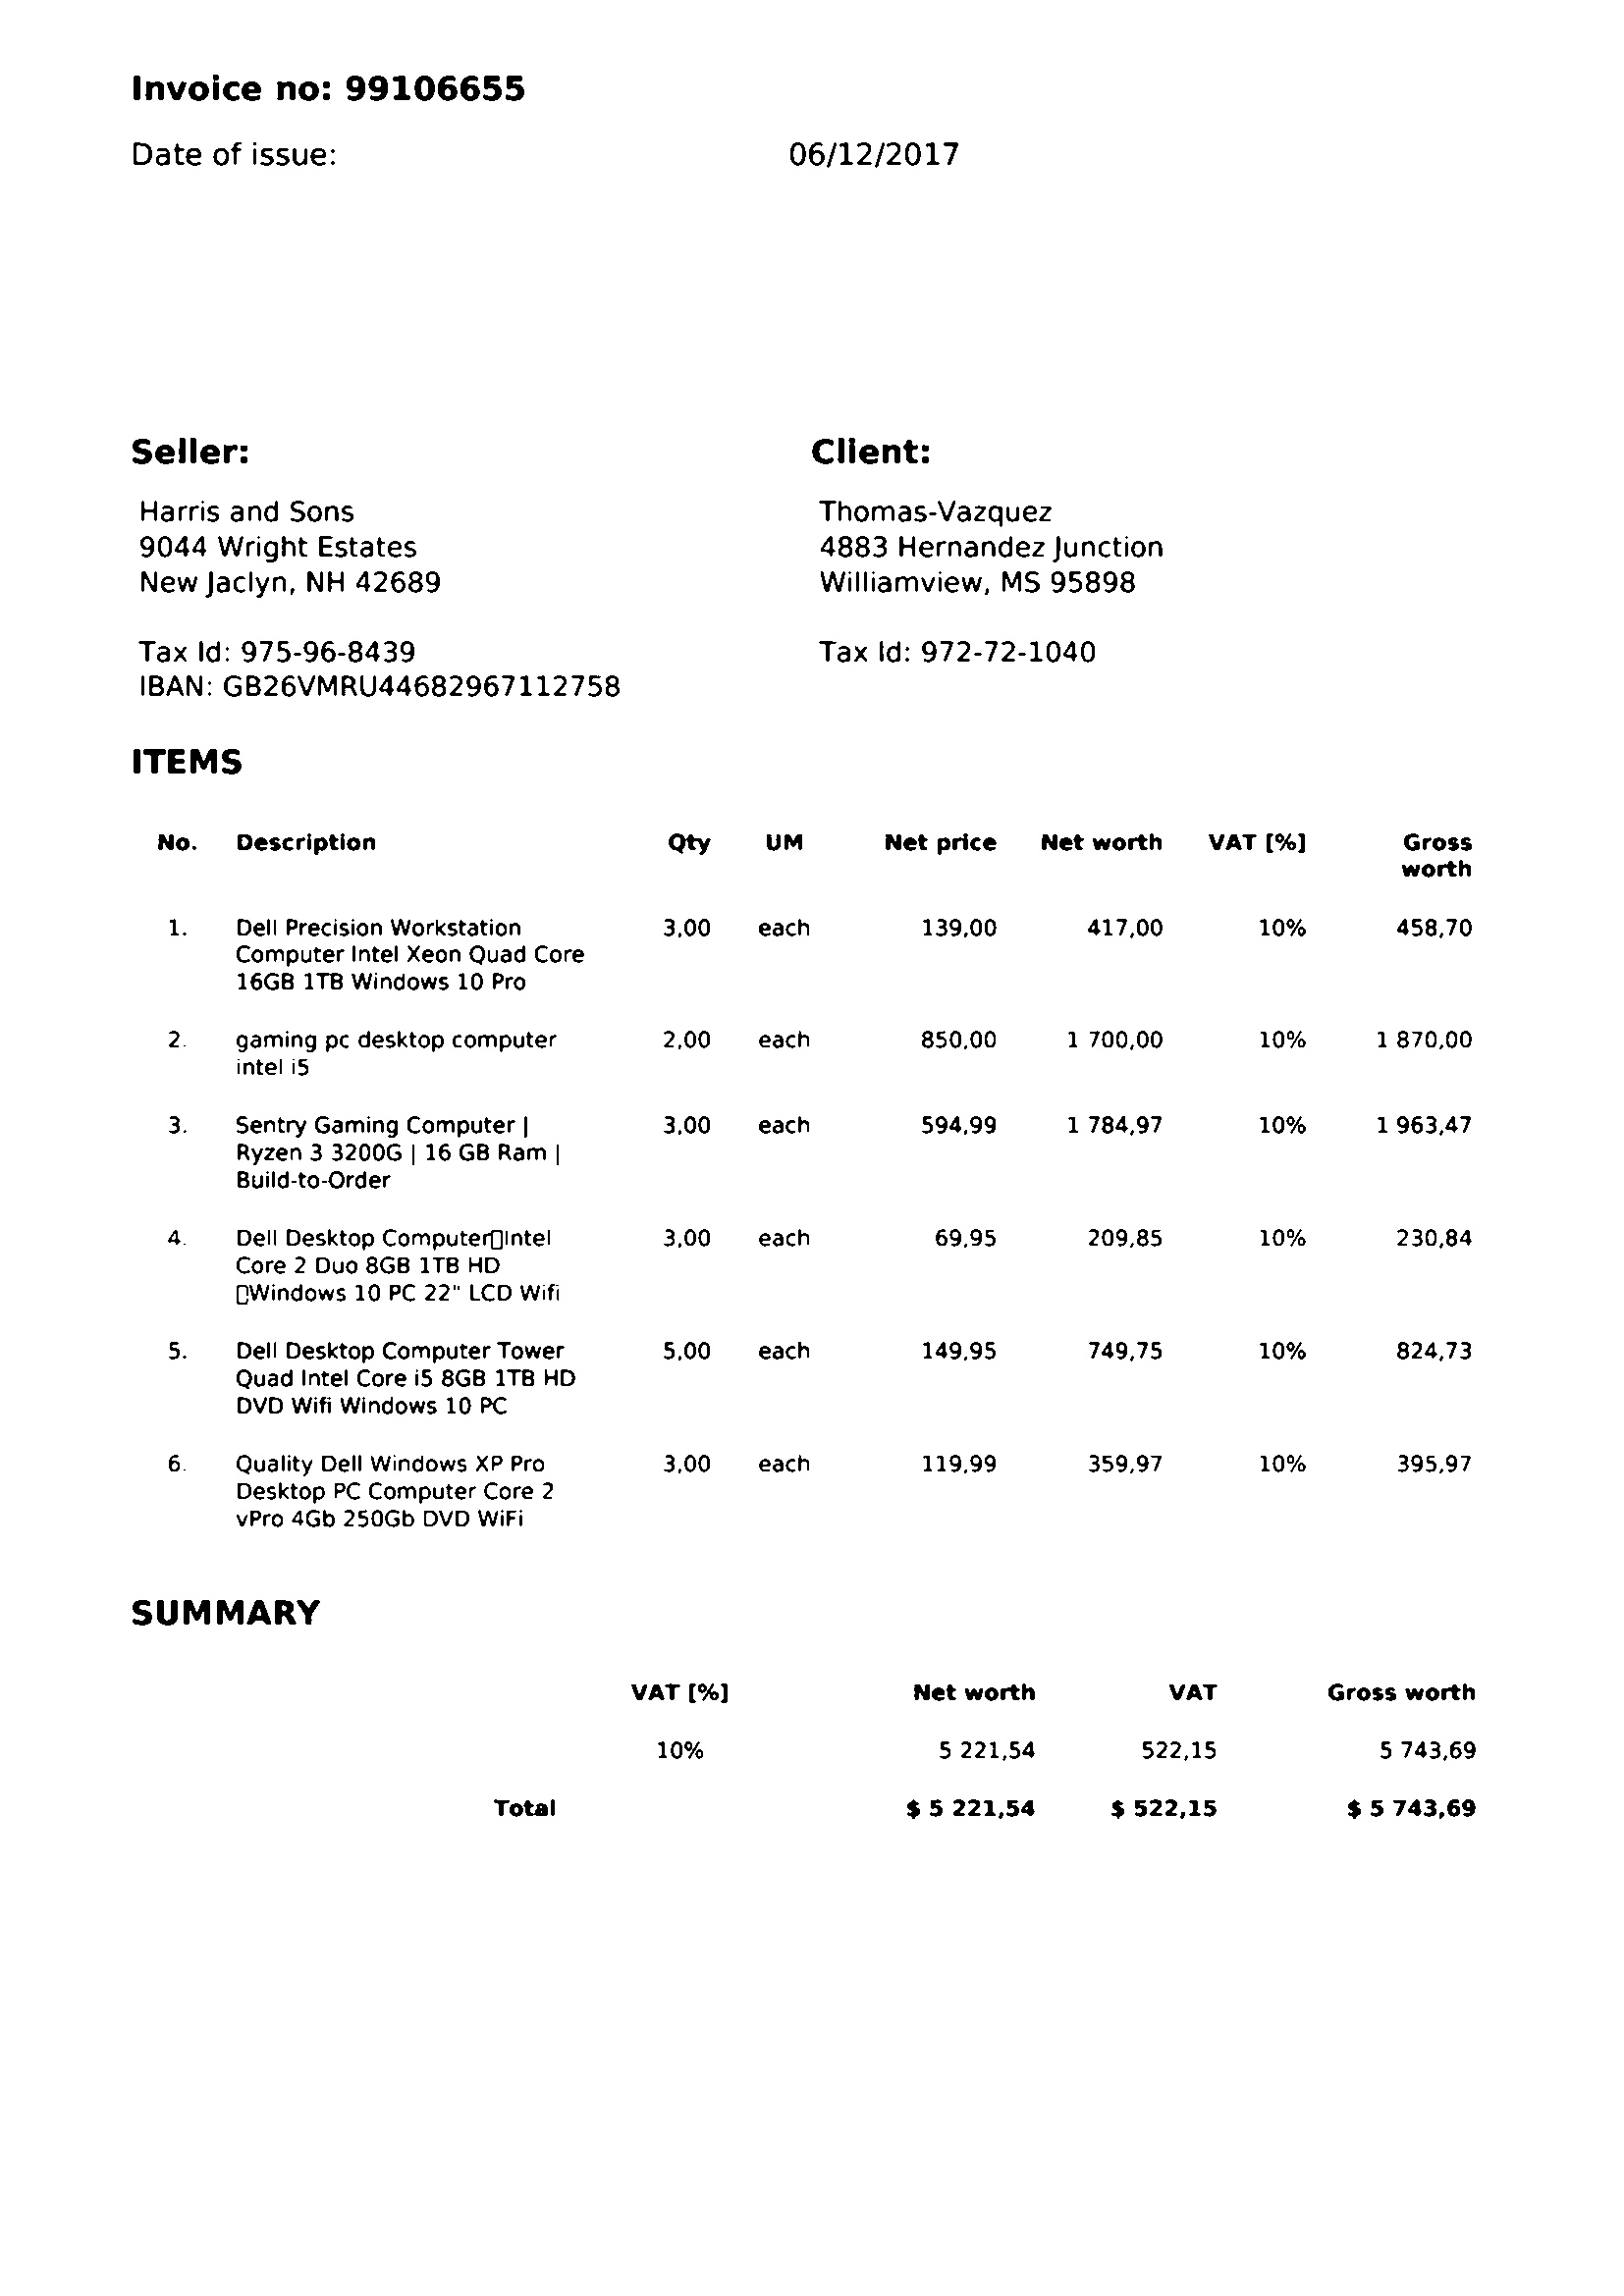 Invoice no: 99106655
Date of issue: 06/12/2017
Seller: Client:
Harris and Sons Thomas-Vazquez
9044 Wright Estates 4883 Hernandez Junction
New Jaclyn, NH 42689 Williamview, MS 95898
Tax Id: 975-96-8439 Tax Id: 972-72-1040
IBAN: GB26VMRU44682967112758
ITEMS
No. Description Qty UM Net price Net worth VAT [%] Gross
worth
1. Dell Precision Workstation 3,00 each 139,00 417,00 10% 458,70
Computer Intel Xeon Quad Core
16GB 1TB Windows 10 Pro
2. gaming pc desktop computer 2,00 each 850,00 1 700,00 10% 1 870,00
intel i5
3. Sentry Gaming Computer | 3,00 each 594,99 1 784,97 10% 1 963,47
Ryzen 3 3200G | 16 GB Ram |
Build-to-Order
4. Dell Desktop Computer▯Intel 3,00 each 69,95 209,85 10% 230,84
Core 2 Duo 8GB 1TB HD
▯Windows 10 PC 22" LCD Wifi
5. Dell Desktop Computer Tower 5,00 each 149,95 749,75 10% 824,73
Quad Intel Core i5 8GB 1TB HD
DVD Wifi Windows 10 PC
6. Quality Dell Windows XP Pro 3,00 each 119,99 359,97 10% 395,97
Desktop PC Computer Core 2
vPro 4Gb 250Gb DVD WiFi
SUMMARY
VAT [%] Net worth VAT Gross worth
10% 5 221,54 522,15 5 743,69
Total $ 5 221,54 $ 522,15 $ 5 743,69